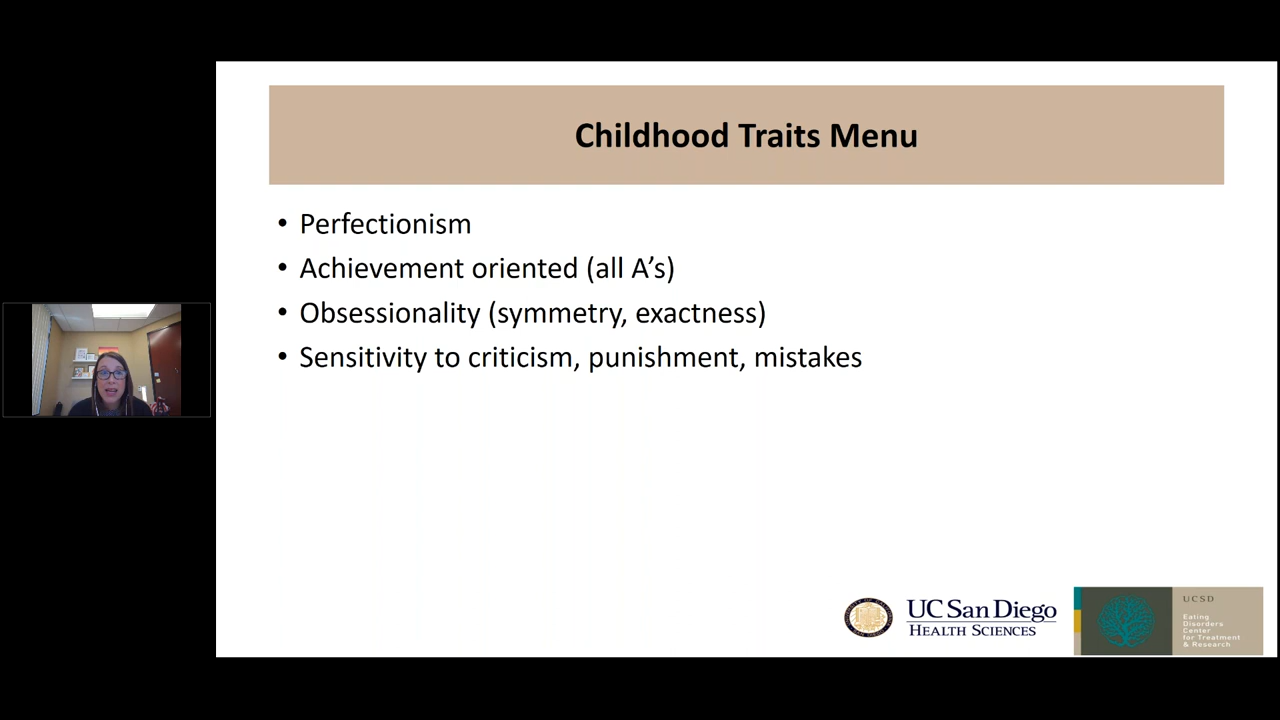 Childhood Traits Menu
• Perfectionism
• Achievement oriented (all A’s)
• Obsessionality (symmetry, exactness)
• Sensitivity to criticism, punishment, mistakes
UC San Diego
HEALTH SCIENCES
UCSD
Eating
Disorders
Center
for Treatment
& Research